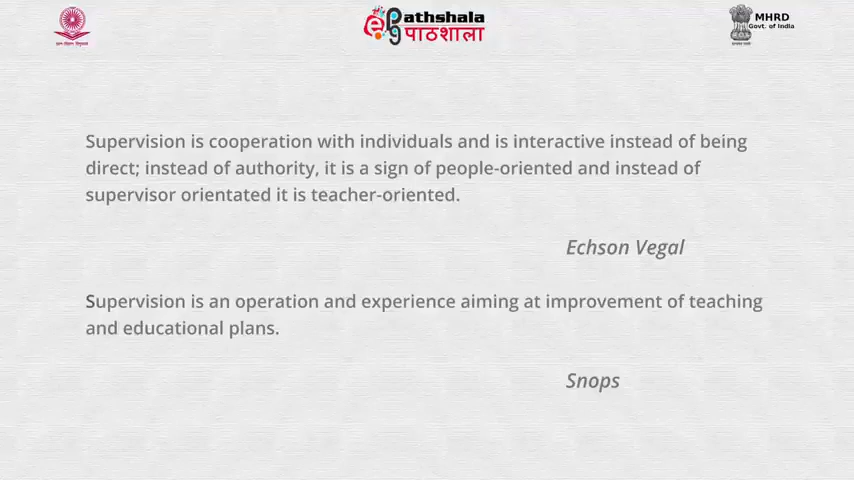 ePathshala
पाठशाला
MHRD
Govt. of India
Supervision is cooperation with individuals and is interactive instead of being
direct; instead of authority, it is a sign of people-oriented and instead of
supervisor orientated it is teacher-oriented.
Echson Vegal
Supervision is an operation and experience aiming at improvement of teaching
and educational plans.
Snops